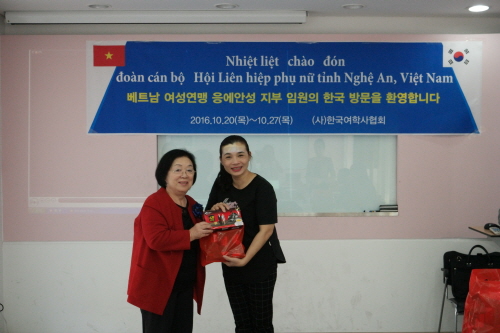 Nhiệt liệt chào đón
đoàn cán bộ Hội Liên hiệp phụ nữ tỉnh Nghệ An, Việt Nam
베트남 여성연맹 응에안성 지부 임원의 한국 방문을 환영합니다
2016.10.20(목)~10.27(목) (사)한국여학사협회